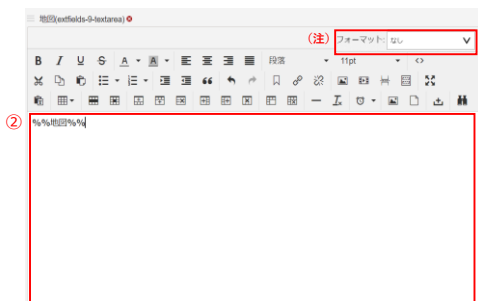 地図(extfields-9-textarea)
(注) フォーマット: なし
B I U S A A 段落 11pt <>
② %%地図%%